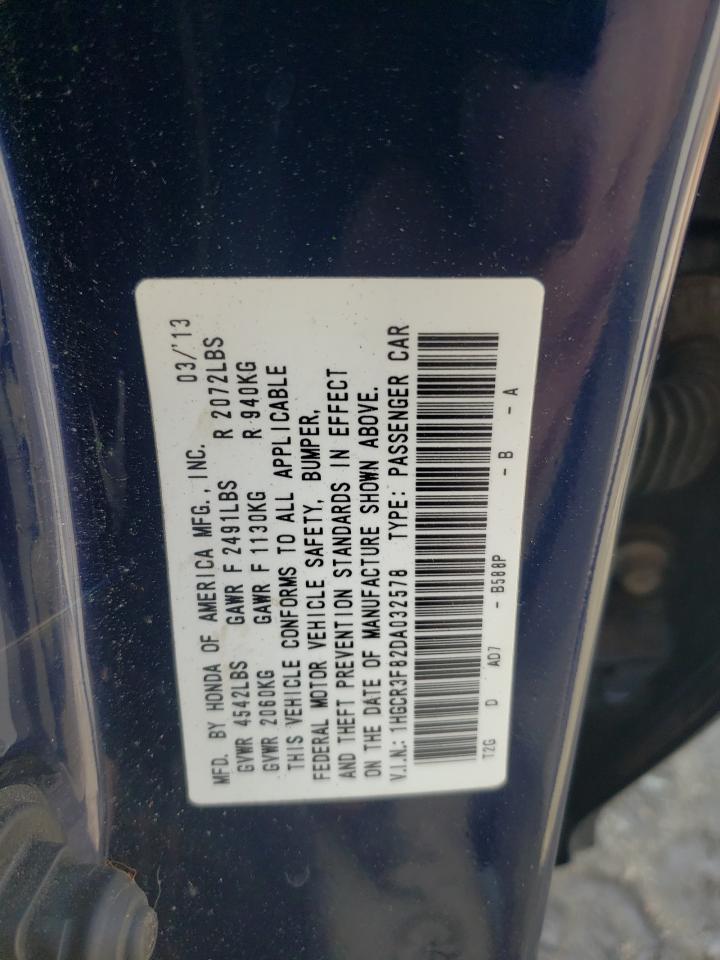 MFD. BY HONDA OF AMERICA MFG., INC. 03/'13
GVWR 4542LBS GAWR F 2491LBS R 2072LBS
GVWR 2060KG GAWR F 1130KG R 940KG
THIS VEHICLE CONFORMS TO ALL APPLICABLE
FEDERAL MOTOR VEHICLE SAFETY, BUMPER,
AND THEFT PREVENTION STANDARDS IN EFFECT
ON THE DATE OF MANUFACTURE SHOWN ABOVE.
V.I.N.: 1HGCR3F82DA032578 TYPE: PASSENGER CAR
T2G D AD7 - B588P - B - A